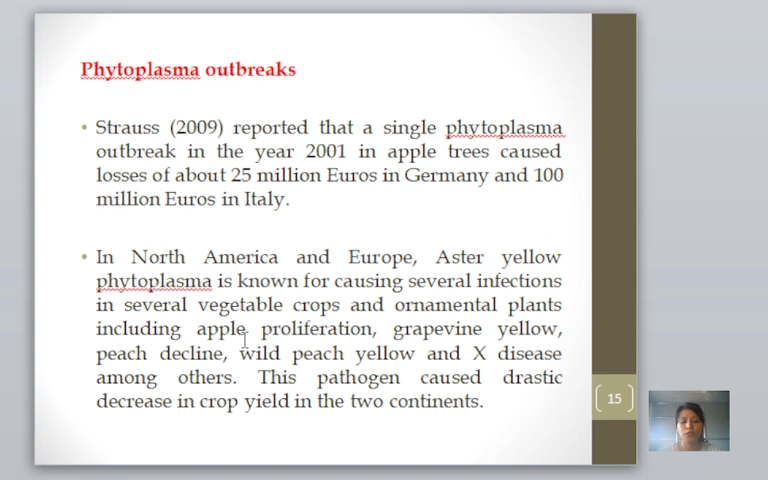 Phytoplasma outbreaks
• Strauss (2009) reported that a single phytoplasma
outbreak in the year 2001 in apple trees caused
losses of about 25 million Euros in Germany and 100
million Euros in Italy.
• In North America and Europe, Aster yellow
phytoplasma is known for causing several infections
in several vegetable crops and ornamental plants
including apple proliferation, grapevine yellow,
peach decline, wild peach yellow and X disease
among others. This pathogen caused drastic
decrease in crop yield in the two continents.
15